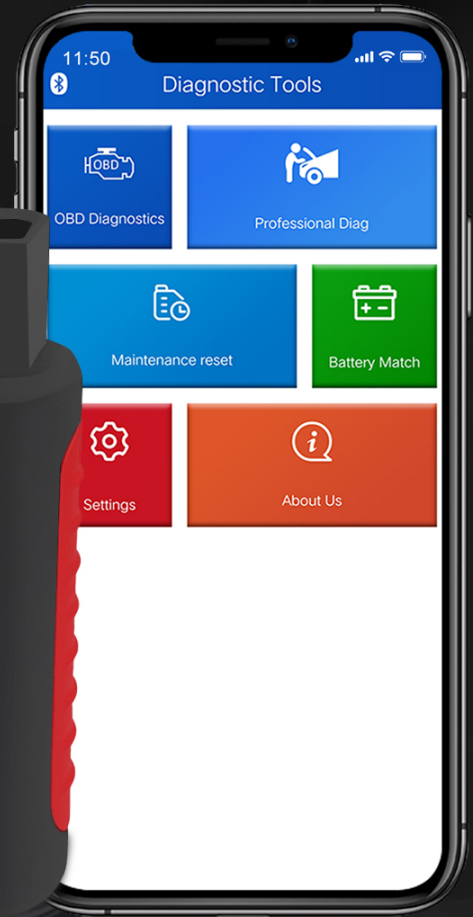 11:50
Diagnostic Tools
OBD
OBD Diagnostics
Professional Diag
Maintenance reset
Battery Match
Settings
i
About Us